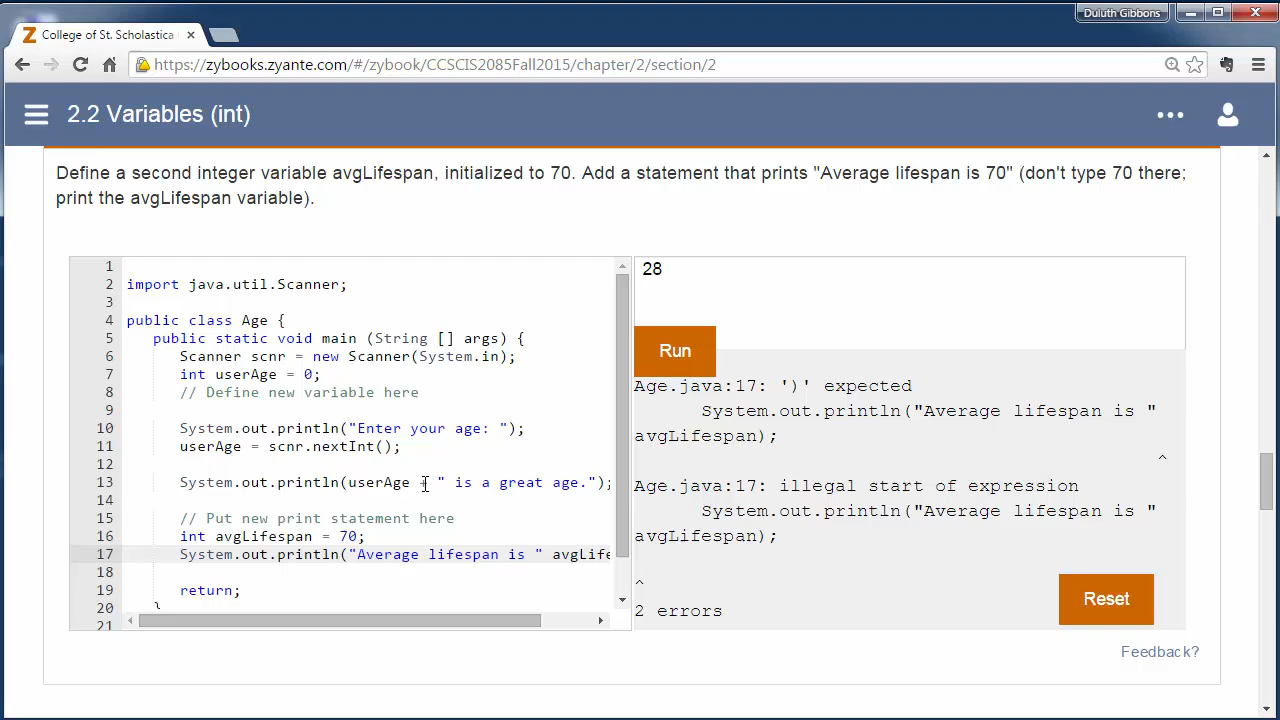 Duluth Gibbons
College of St. Scholastica
https://zybooks.zyante.com/#/zybook/CCSCIS2085Fall2015/chapter/2/section/2
2.2 Variables (int)
Define a second integer variable avgLifespan, initialized to 70. Add a statement that prints "Average lifespan is 70" (don't type 70 there;
print the avgLifespan variable).
1
2 import java.util.Scanner;
3
4 public class Age {
5 public static void main (String [] args) {
6 Scanner scnr = new Scanner(System.in);
7 int userAge = 0;
8 // Define new variable here
9
10 System.out.println("Enter your age: ");
11 userAge = scnr.nextInt();
12
13 System.out.println(userAge + " is a great age.");
14
15 // Put new print statement here
16 int avgLifespan = 70;
17 System.out.println("Average lifespan is " avgLife
18
19 return;
20 }
21
28
Run
Age.java:17: ')' expected
System.out.println("Average lifespan is "
avgLifespan);
^
Age.java:17: illegal start of expression
System.out.println("Average lifespan is "
avgLifespan);
^
2 errors
Reset
Feedback?